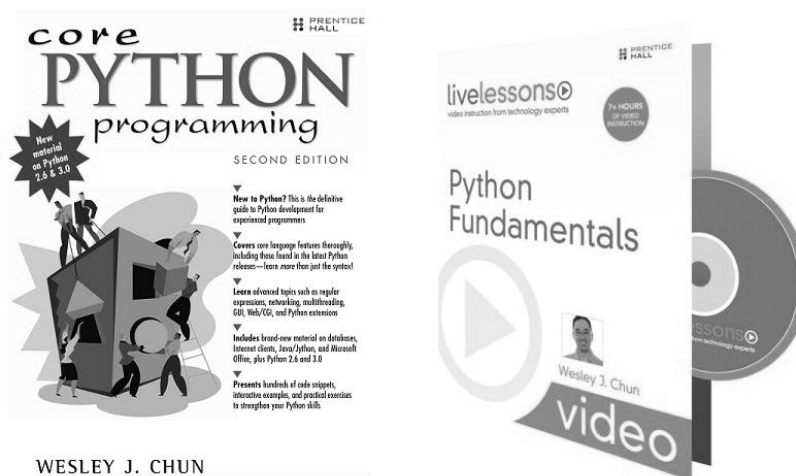 PRENTICE
HALL
core
PYTHON
programming
New
material
on Python
2.6 & 3.0
SECOND EDITION
New to Python? This is the definitive
guide to Python development for
experienced programmers
Covers core language features thoroughly,
including those found in the latest Python
releases—learn more than just the syntax!
Learn advanced topics such as regular
expressions, networking, multithreading,
GUI, Web/CGI, and Python extensions
Includes brand-new material on databases,
Internet clients, Java/Jython, and Microsoft
Office, plus Python 2.6 and 3.0
Presents hundreds of code snippets,
interactive examples, and practical exercises
to strengthen your Python skills
WESLEY J. CHUN
PRENTICE
HALL
livelessons
video instruction from technology experts
7+ HOURS
OF VIDEO
INSTRUCTION
Python
Fundamentals
Wesley J. Chun
video
ssons
from technology experts